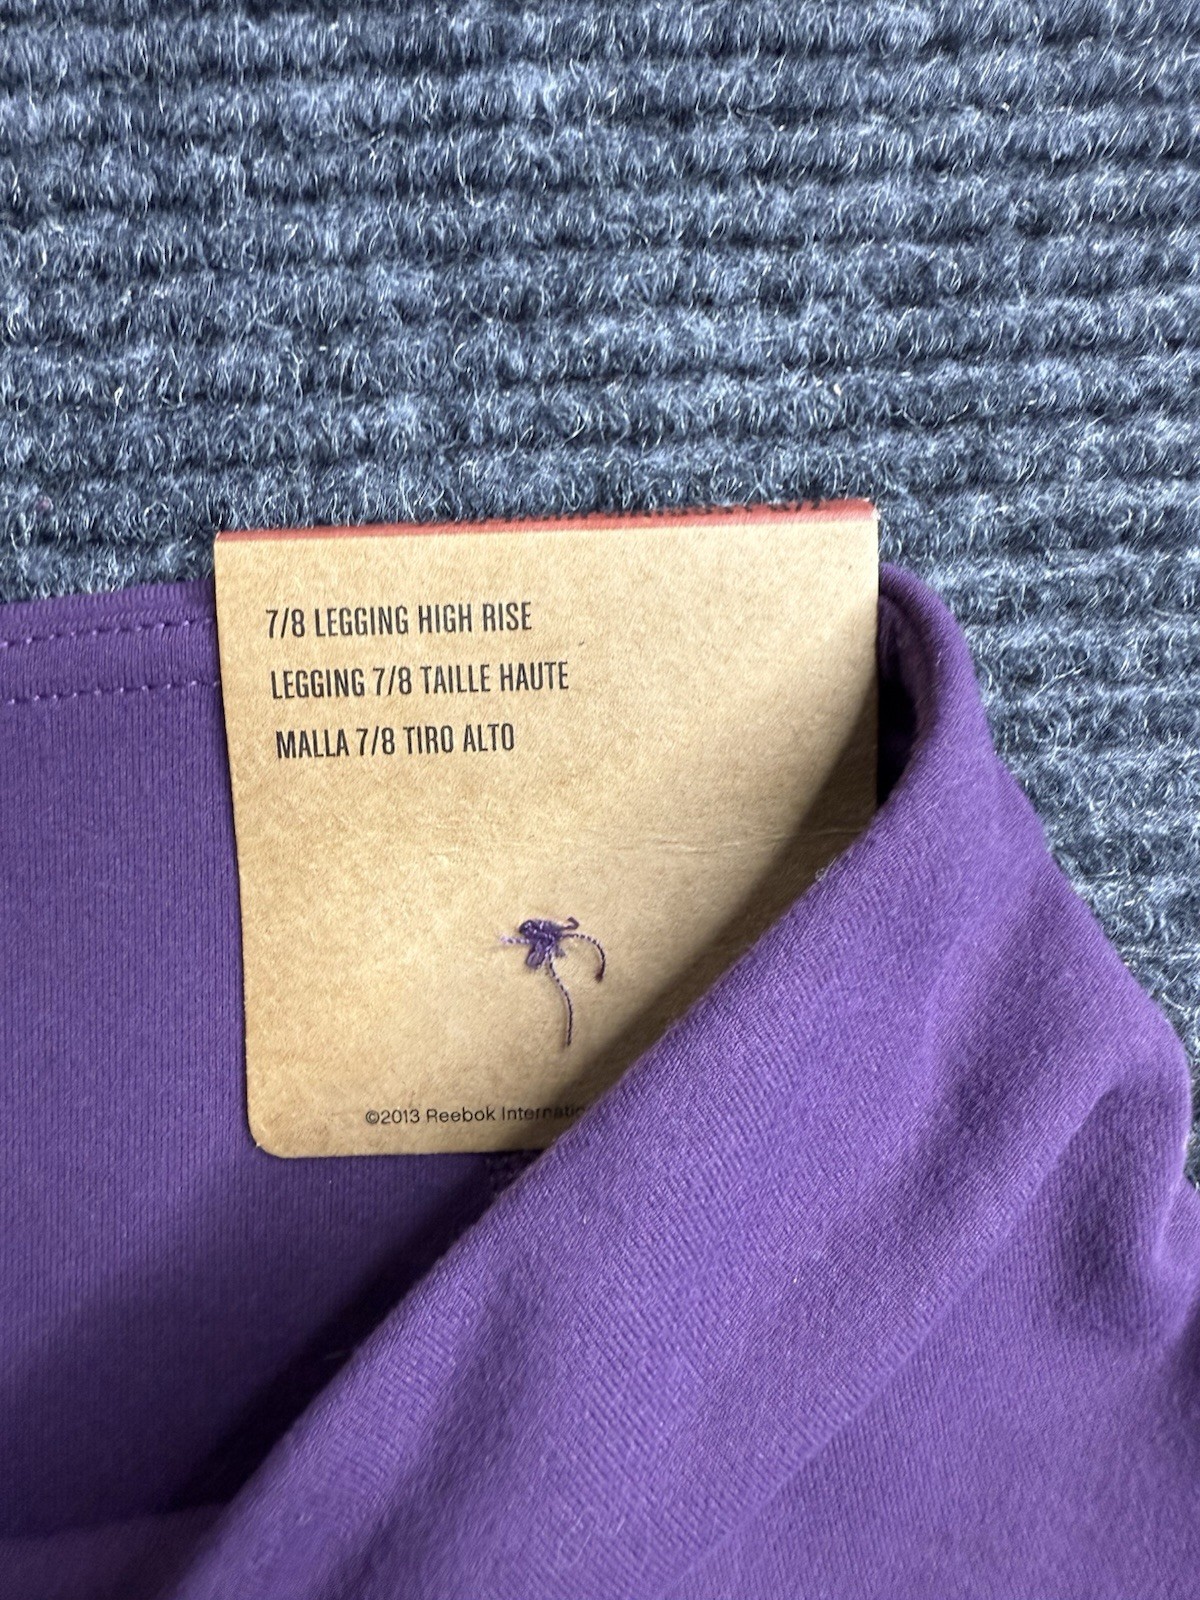 7/8 LEGGING HIGH RISE
LEGGING 7/8 TAILLE HAUTE
MALLA 7/8 TIRO ALTO
©2013 Reebok